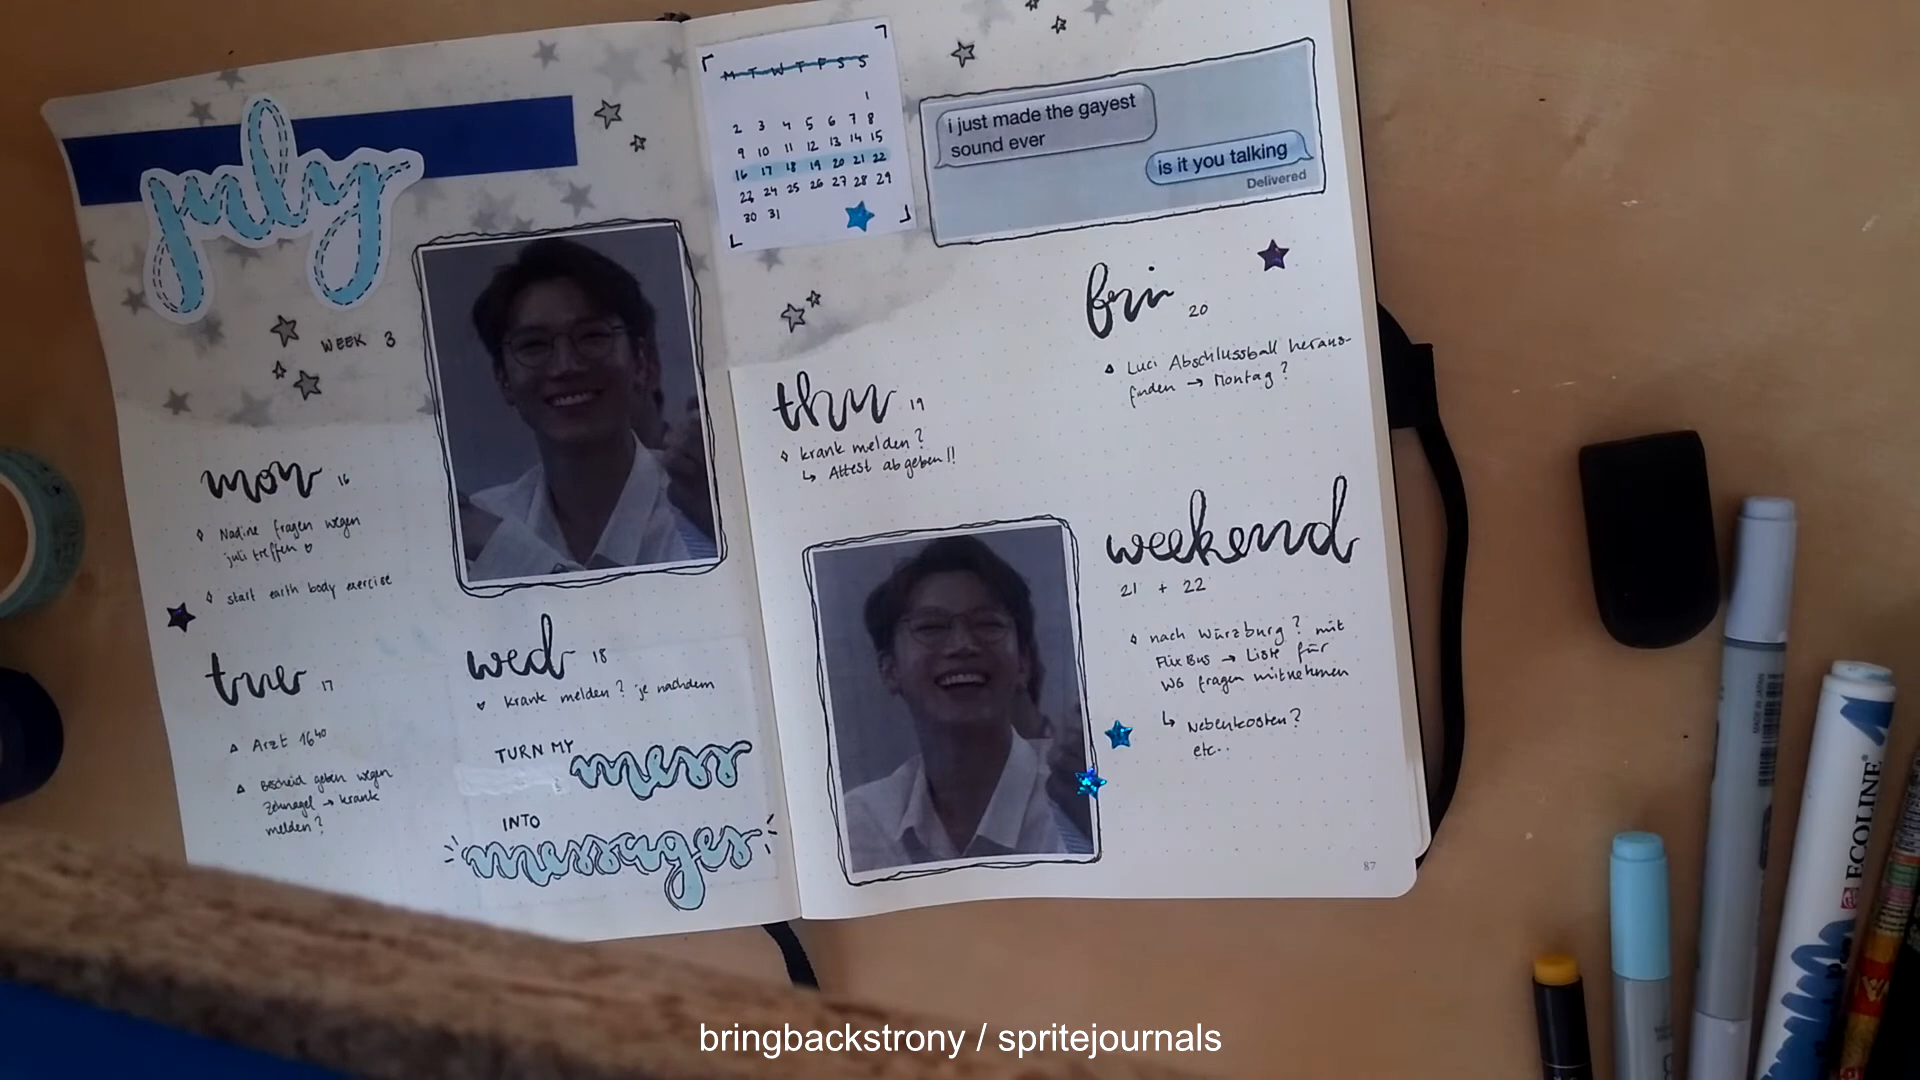 july
WEEK 3
mon 16
Nadine fragen wegen
juli treffen
start earth body exercise
tue 17
Arzt 16⁴⁰
Bescheid geben wegen
Zehnagel → krank
melden?
wed 18
krank melden? je nachdem
TURN MY mess
INTO
messages
M T W T F S S
1
2 3 4 5 6 7 8
9 10 11 12 13 14 15
16 17 18 19 20 21 22
23 24 25 26 27 28 29
30 31
i just made the gayest
sound ever
is it you talking
Delivered
thu 19
krank melden?
↳ Attest abgeben!!
fri 20
Luci Abschlussball heraus-
finden → Montag?
weekend
21 + 22
nach Würzburg? mit
FlixBus → Liste für
WG fragen mitnehmen
↳ Nebenkosten?
etc..
87
MADE IN JAPAN
ECOLINE
bringbackstrony / spritejournals